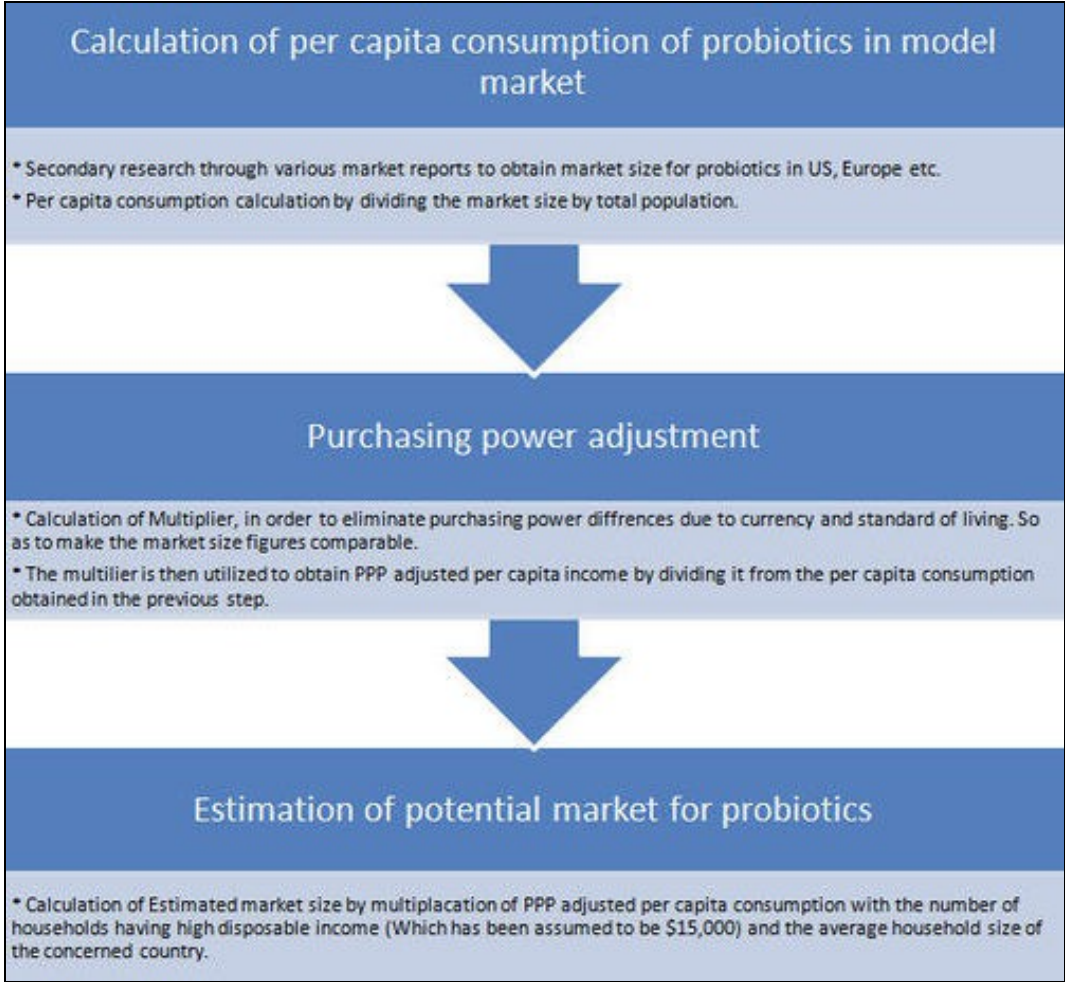 Calculation of per capita consumption of probiotics in model
market
* Secondary research through various market reports to obtain market size for probiotics in US, Europe etc.
* Per capita consumption calculation by dividing the market size by total population.
Purchasing power adjustment
* Calculation of Multiplier, in order to eliminate purchasing power diffrences due to currency and standard of living. So
as to make the market size figures comparable.
* The multilier is then utilized to obtain PPP adjusted per capita income by dividing it from the per capita consumption
obtained in the previous step.
Estimation of potential market for probiotics
* Calculation of Estimated market size by multiplacation of PPP adjusted per capita consumption with the number of
households having high disposable income (Which has been assumed to be $15,000) and the average household size of
the concerned country.